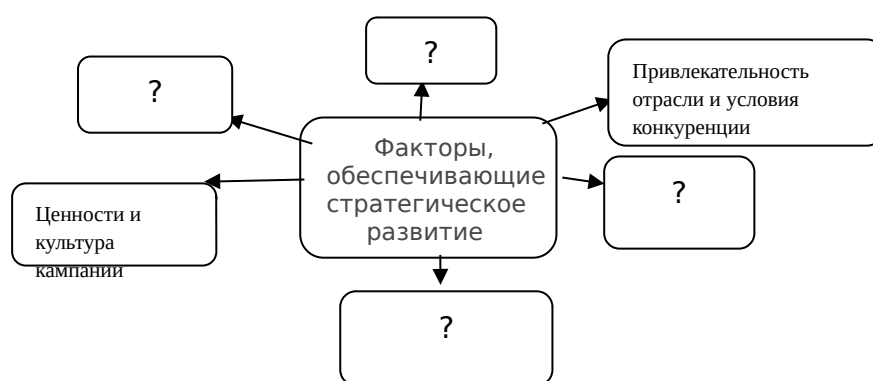 ?
?
Привлекательность
отрасли и условия
конкуренции
Факторы,
обеспечивающие
стратегическое
развитие
?
Ценности и
культура
кампании
?